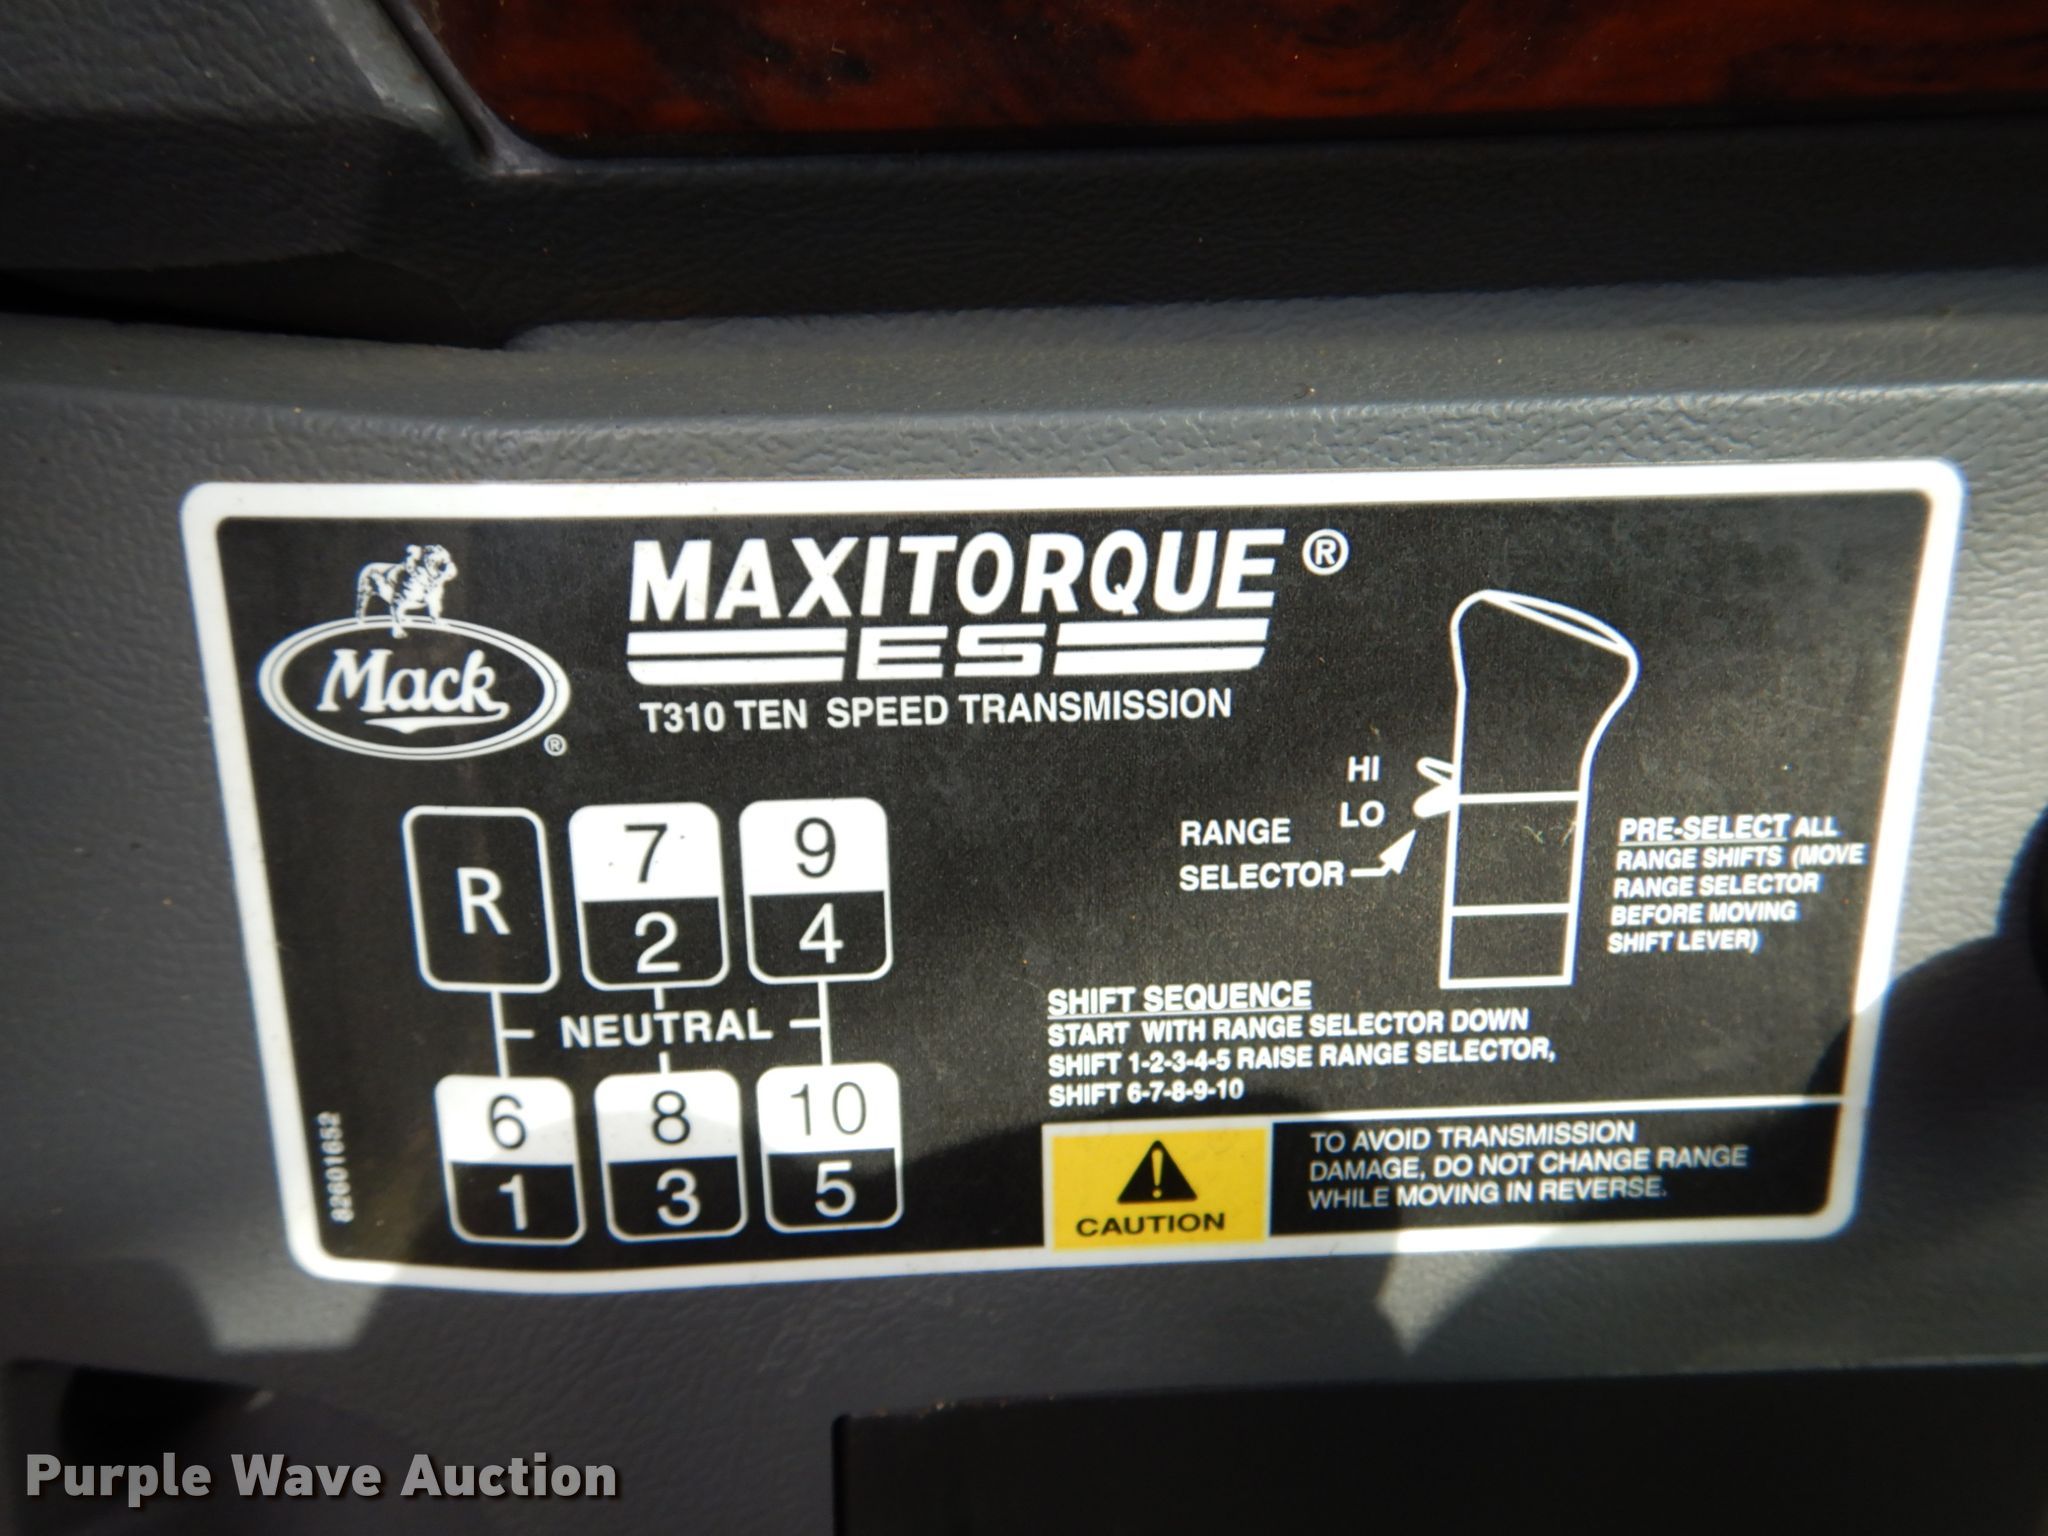 MAXITORQUE®
ES
T310 TEN SPEED TRANSMISSION
Mack®
R
7
2
9
4
NEUTRAL
6
1
8
3
10
5
82601652
HI
LO
RANGE
SELECTOR
PRE-SELECT ALL
RANGE SHIFTS (MOVE
RANGE SELECTOR
BEFORE MOVING
SHIFT LEVER)
SHIFT SEQUENCE
START WITH RANGE SELECTOR DOWN
SHIFT 1-2-3-4-5 RAISE RANGE SELECTOR,
SHIFT 6-7-8-9-10
CAUTION
TO AVOID TRANSMISSION
DAMAGE, DO NOT CHANGE RANGE
WHILE MOVING IN REVERSE.
Purple Wave Auction